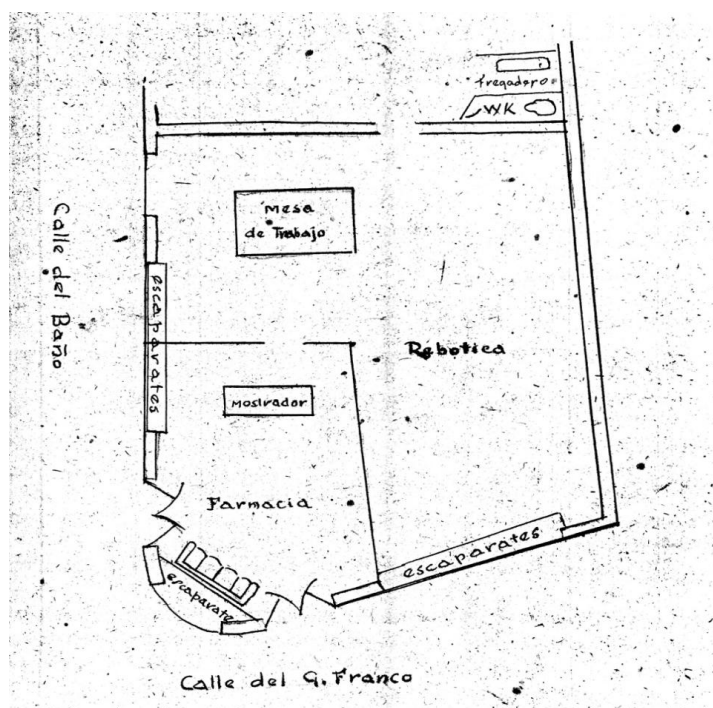 fregadero
WK
Mesa
de Trabajo
Calle del Baño
escaparates
Rebotica
Mostrador
Farmacia
escaparates
escaparate
Calle del G. Franco